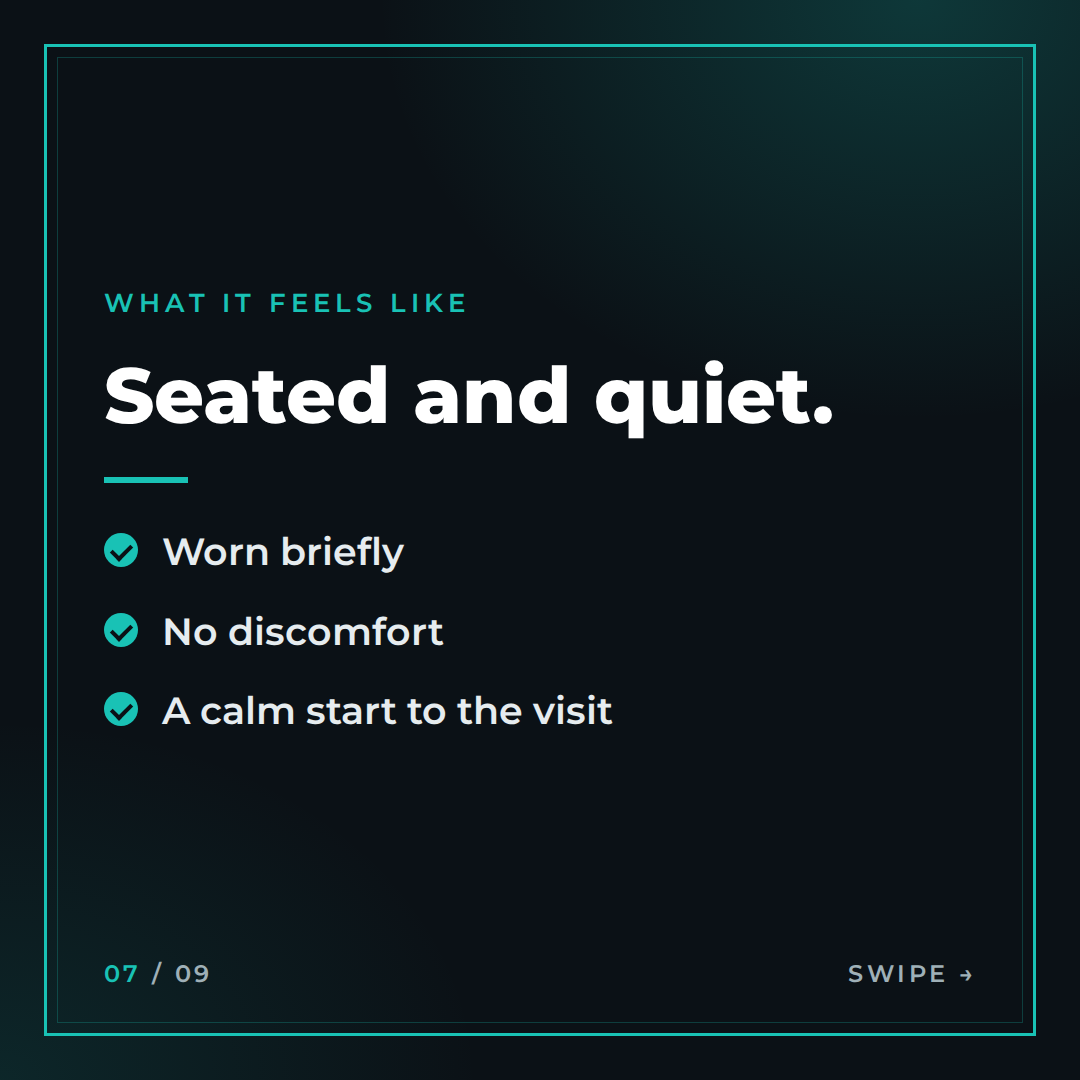 WHAT IT FEELS LIKE
Seated and quiet.
Worn briefly
No discomfort
A calm start to the visit
07 / 09
SWIPE →